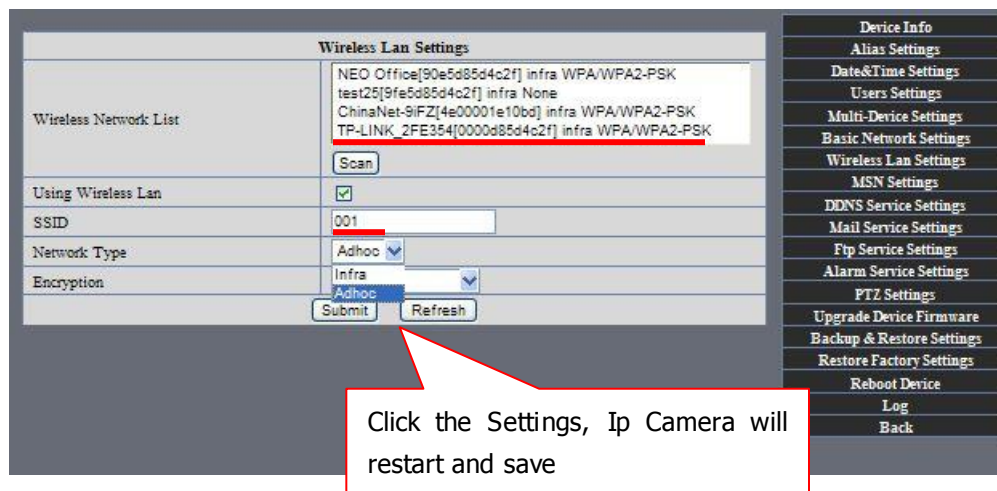 Wireless Lan Settings
Wireless Network List
NEO Office[90e5d85d4c2f] infra WPA/WPA2-PSK
test25[9fe5d85d4c2f] infra None
ChinaNet-9iFZ[4e00001e10bd] infra WPA/WPA2-PSK
TP-LINK_2FE354[0000d85d4c2f] infra WPA/WPA2-PSK
Scan
Using Wireless Lan
SSID
001
Network Type
Adhoc
Infra
Adhoc
Encryption
Submit Refresh
Click the Settings, Ip Camera will
restart and save
Device Info
Alias Settings
Date&Time Settings
Users Settings
Multi-Device Settings
Basic Network Settings
Wireless Lan Settings
MSN Settings
DDNS Service Settings
Mail Service Settings
Ftp Service Settings
Alarm Service Settings
PTZ Settings
Upgrade Device Firmware
Backup & Restore Settings
Restore Factory Settings
Reboot Device
Log
Back